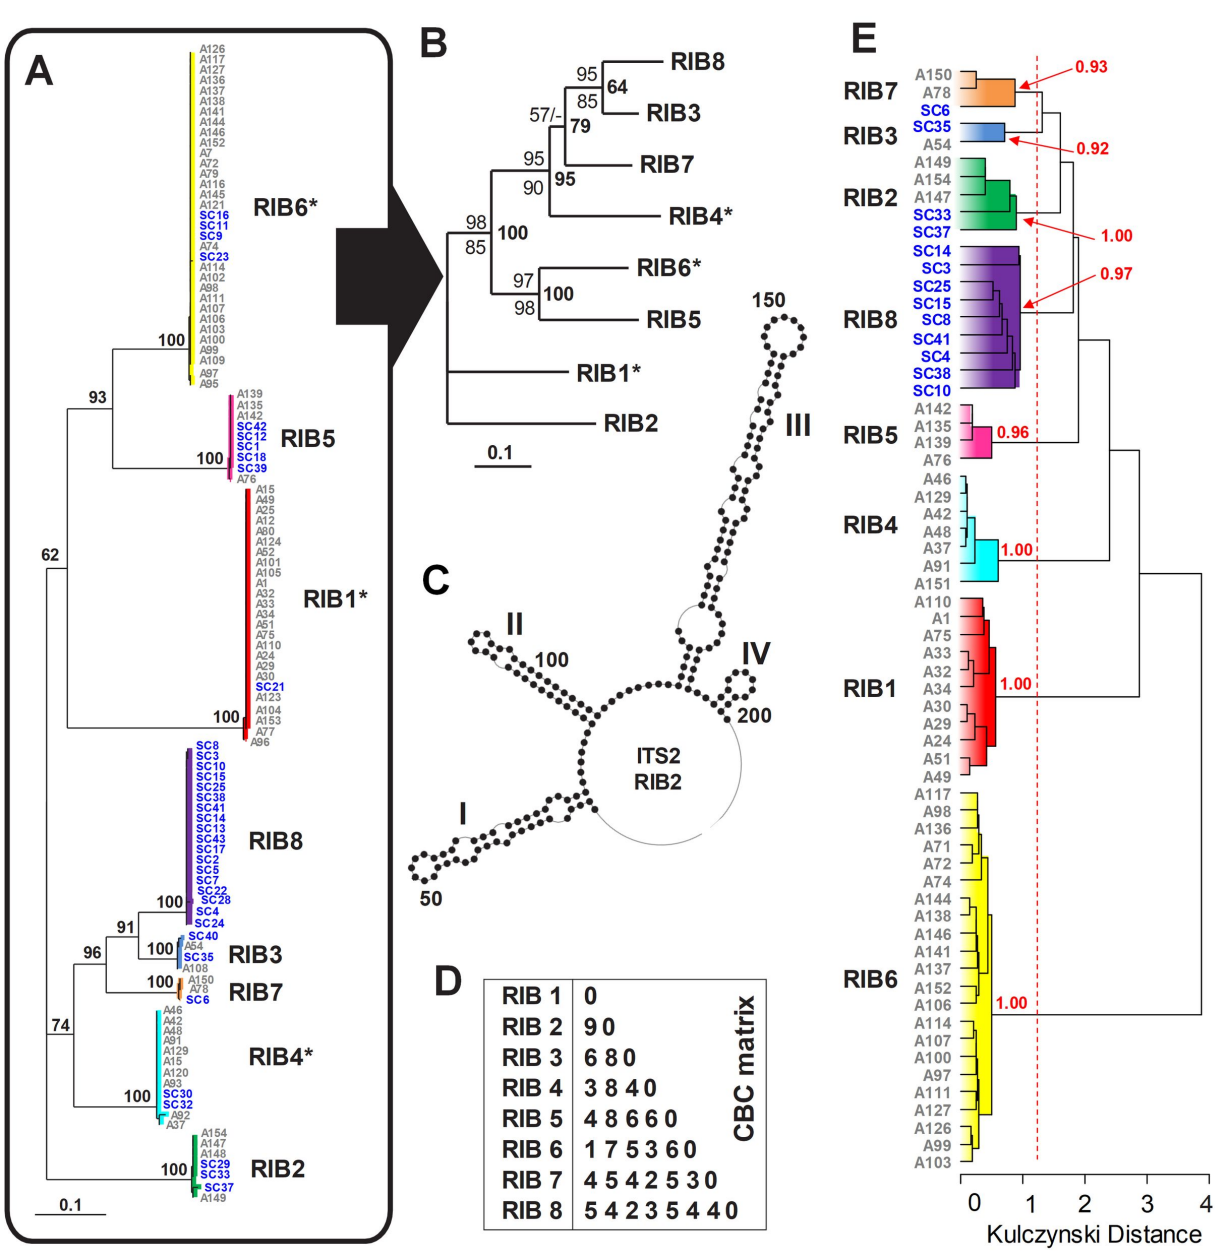 A
A126
A117
A127
A136
A137
A138
A141
A144
A146
A152
A7
A72
A79
A116
A145
A121
SC16
SC11
SC9
A74
SC23
A114
A102
A98
A111
A107
A106
A103
A100
A99
A109
A97
A95
RIB6*
100
93
A139
A135
A142
SC42
SC12
SC1
SC18
SC39
A76
RIB5
100
A15
A49
A25
A12
A80
A124
A52
A101
A105
A1
A32
A33
A34
A51
A75
A110
A24
A29
A30
SC21
A123
A104
A153
A77
A96
RIB1*
100
62
SC8
SC3
SC10
SC15
SC25
SC38
SC41
SC14
SC13
SC43
SC17
SC2
SC5
SC7
SC22
SC28
SC4
SC24
RIB8
100
91
SC40
A54
SC35
A108
RIB3
100
96
A150
A78
SC6
RIB7
100
74
A46
A42
A48
A91
A129
A15
A120
A93
SC30
SC32
A92
A37
RIB4*
100
A154
A147
A148
SC29
SC33
SC37
A149
RIB2
100
0.1
B
RIB8
RIB3
RIB7
RIB4*
RIB6*
RIB5
RIB1*
RIB2
95
85
64
57/-
79
95
90
95
98
85
100
97
98
100
0.1
C
150
III
II
100
IV
200
ITS2
RIB2
I
50
D
RIB 1 0
RIB 2 9 0
RIB 3 6 8 0
RIB 4 3 8 4 0
RIB 5 4 8 6 6 0
RIB 6 1 7 5 3 6 0
RIB 7 4 5 4 2 5 3 0
RIB 8 5 4 2 3 5 4 4 0
CBC matrix
E
RIB7
A150
A78
SC6
0.93
RIB3
SC35
A54
0.92
RIB2
A149
A154
A147
SC33
SC37
1.00
RIB8
SC14
SC3
SC25
SC15
SC8
SC41
SC4
SC38
SC10
0.97
RIB5
A142
A135
A139
A76
0.96
RIB4
A46
A129
A42
A48
A37
A91
A151
1.00
RIB1
A110
A1
A75
A33
A32
A34
A30
A29
A24
A51
A49
1.00
RIB6
A117
A98
A136
A71
A72
A74
A144
A138
A146
A141
A137
A152
A106
A114
A107
A100
A97
A111
A127
A126
A99
A103
1.00
0 1 2 3 4
Kulczynski Distance